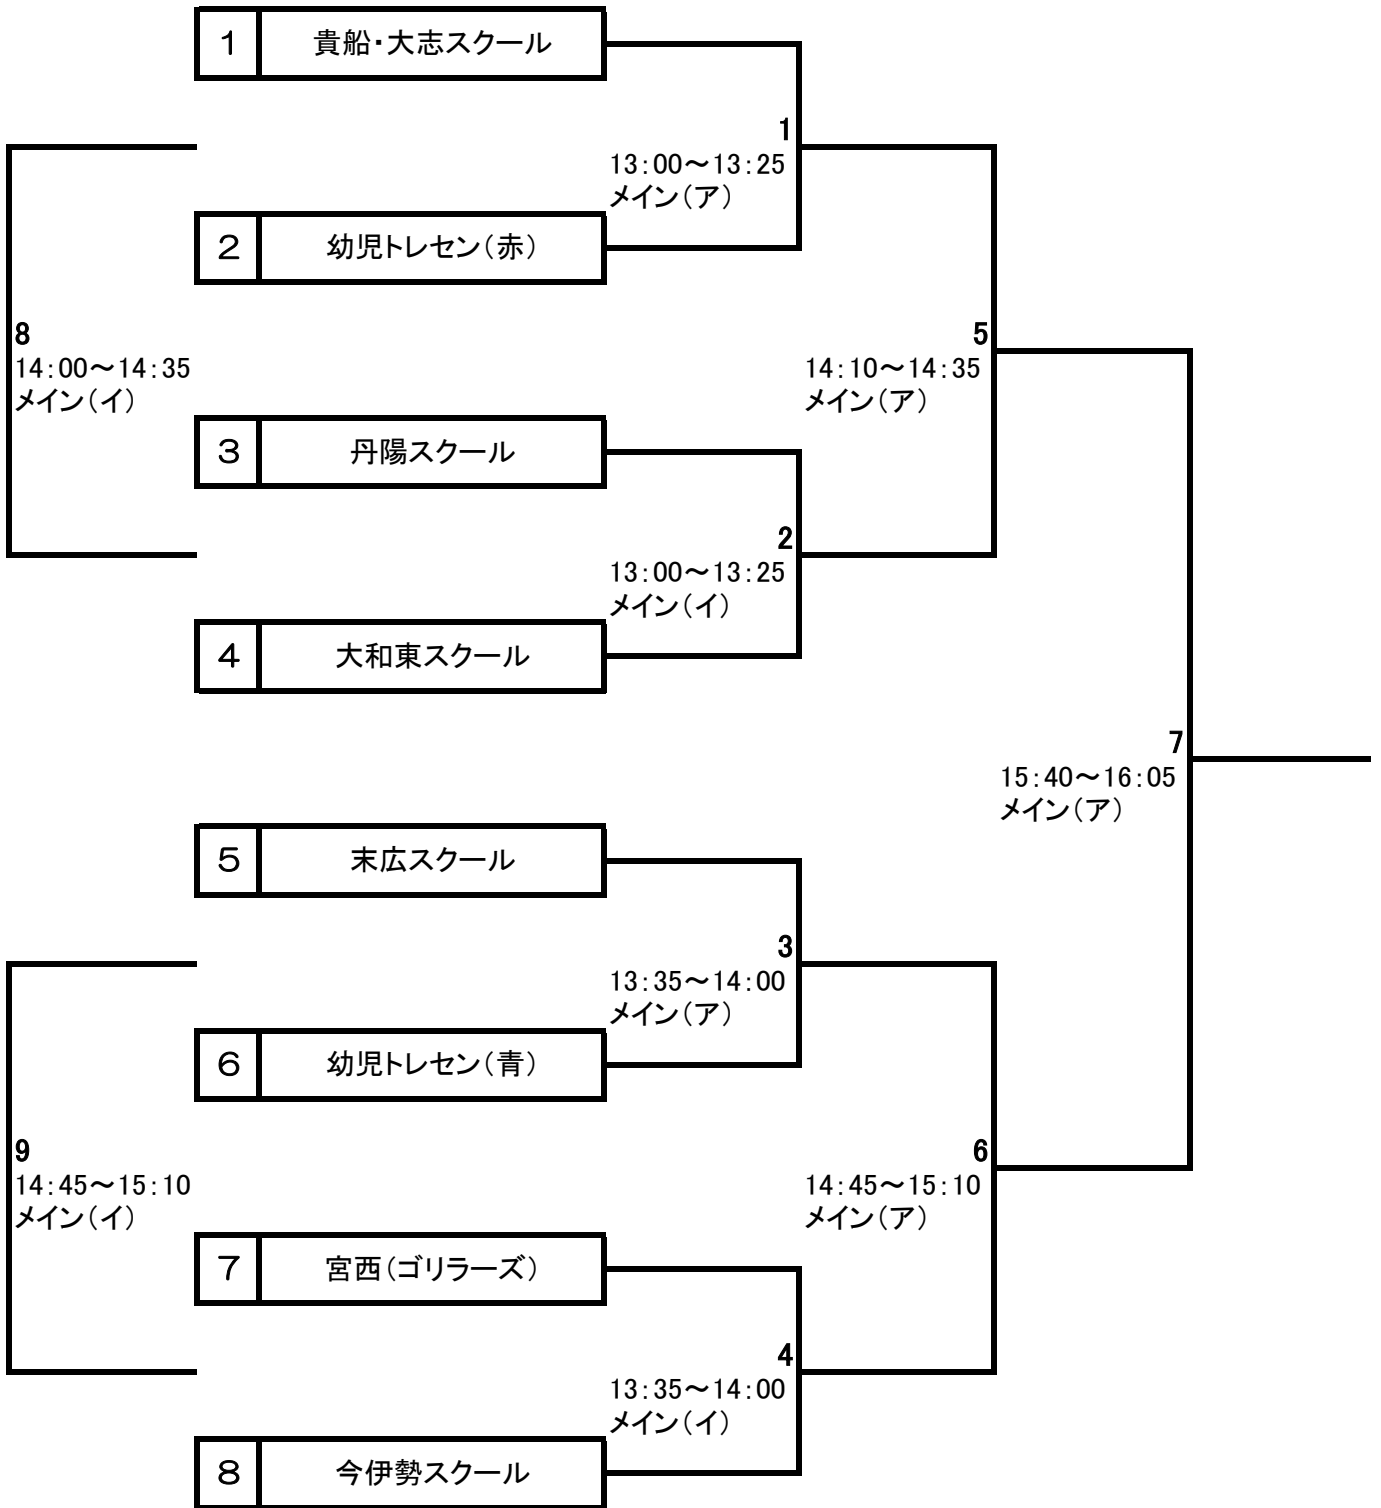 １ 貴船・大志スクール
1
13:00～13:25
メイン（ア）
２ 幼児トレセン（赤）
8
14:00～14:35
メイン（イ）
5
14:10～14:35
メイン（ア）
３ 丹陽スクール
2
13:00～13:25
メイン（イ）
４ 大和東スクール
7
15:40～16:05
メイン（ア）
５ 末広スクール
3
13:35～14:00
メイン（ア）
６ 幼児トレセン（青）
9
14:45～15:10
メイン（イ）
6
14:45～15:10
メイン（ア）
７ 宮西（ゴリラーズ）
4
13:35～14:00
メイン（イ）
８ 今伊勢スクール